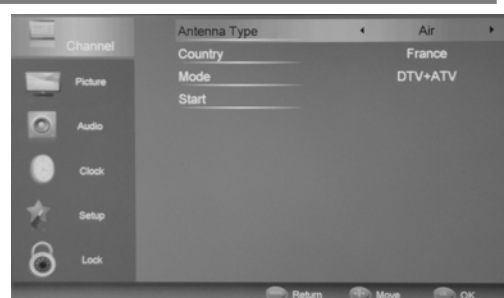 Channel
Picture
Audio
Clock
Setup
Lock
Antenna Type Air
Country France
Mode DTV+ATV
Start
Return Move OK